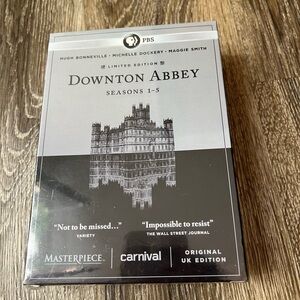 PBS
HUGH BONNEVILLE · MICHELLE DOCKERY · MAGGIE SMITH
LIMITED EDITION
DOWNTON ABBEY
SEASONS 1–5
"Not to be missed..."
VARIETY
"Impossible to resist"
THE WALL STREET JOURNAL
MASTERPIECE.
carnival
ORIGINAL
UK EDITION